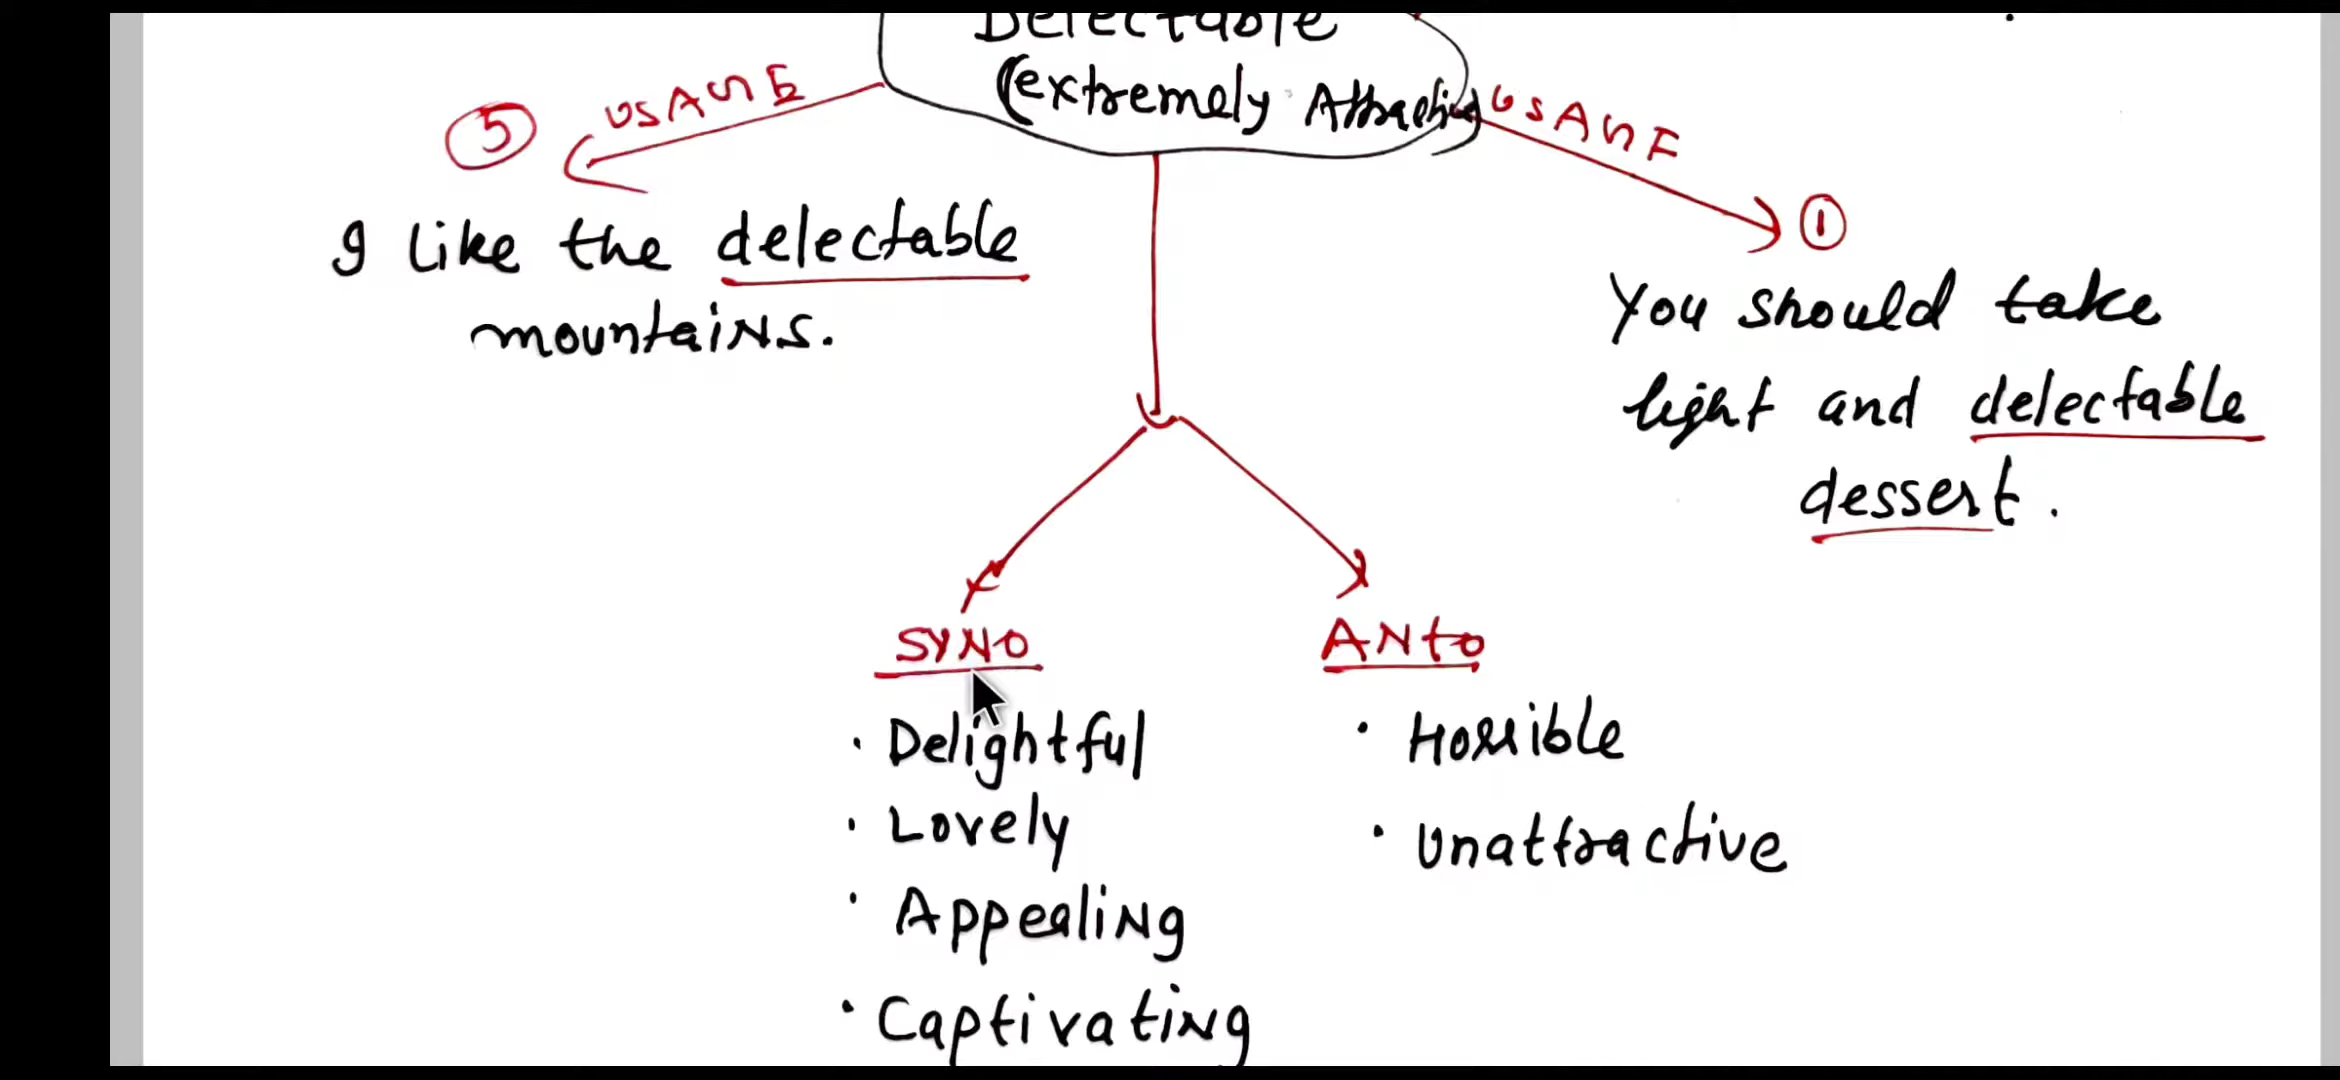 Delectable
(extremely Attracting
USAGE
USAGE
5
1
I like the delectable
mountains.
You should take
light and delectable
dessert.
SYNO
ANTO
· Delightful
· Lovely
· Appealing
· Captivating
· Horrible
· Unattractive